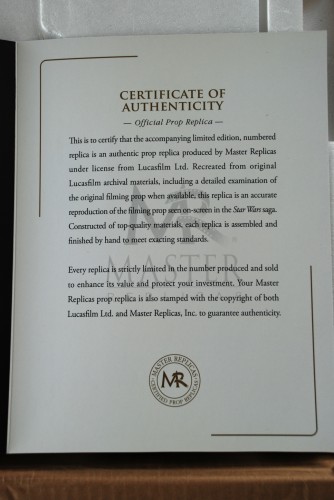 CERTIFICATE OF
AUTHENTICITY
— Official Prop Replica —
This is to certify that the accompanying limited edition, numbered
replica is an authentic prop replica produced by Master Replicas
under license from Lucasfilm Ltd. Recreated from original
Lucasfilm archival materials, including a detailed examination of
the original filming prop when available, this replica is an accurate
reproduction of the filming prop seen on-screen in the Star Wars saga.
Constructed of top-quality materials, each replica is assembled and
finished by hand to meet exacting standards.
MR
MASTER
Every replica is strictly limited in the number produced and sold
to enhance its value and protect your investment. Your Master
Replicas prop replica is also stamped with the copyright of both
Lucasfilm Ltd. and Master Replicas, Inc. to guarantee authenticity.
MASTER REPLICAS
MR
CERTIFIED PROP REPLICA